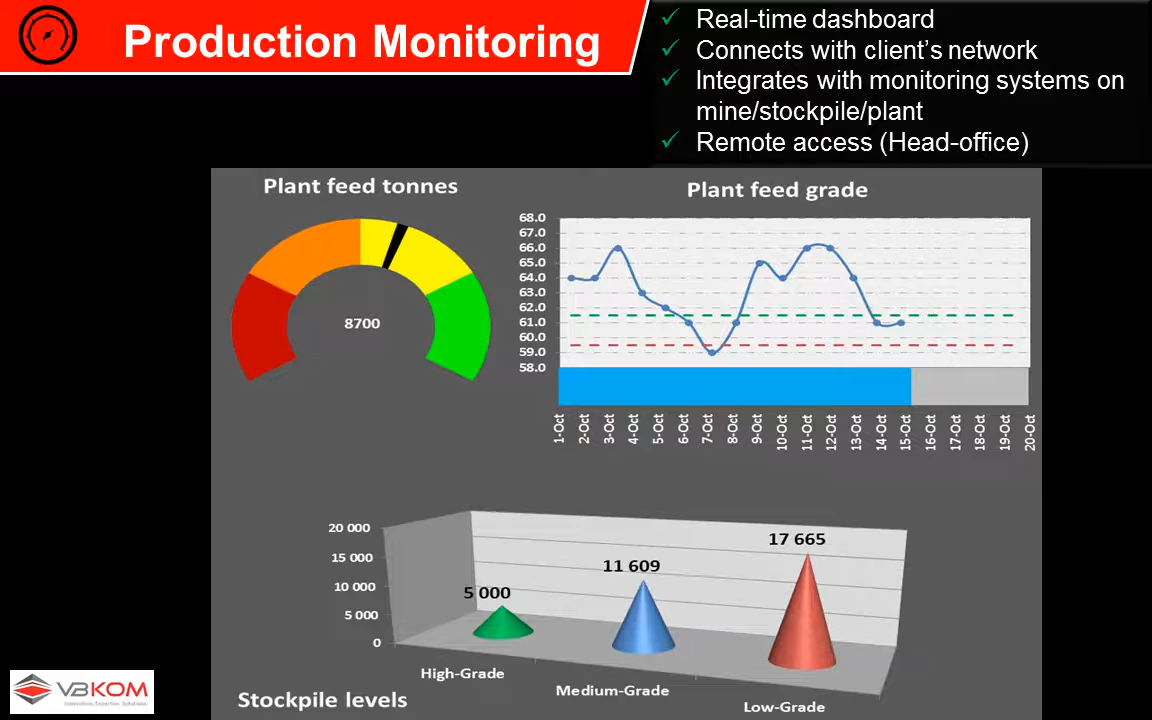 Production Monitoring
Real-time dashboard
Connects with client’s network
Integrates with monitoring systems on
mine/stockpile/plant
Remote access (Head-office)
Plant feed tonnes
8700
Plant feed grade
68.0
67.0
66.0
65.0
64.0
63.0
62.0
61.0
60.0
59.0
58.0
1-Oct
2-Oct
3-Oct
4-Oct
5-Oct
6-Oct
7-Oct
8-Oct
9-Oct
10-Oct
11-Oct
12-Oct
13-Oct
14-Oct
15-Oct
16-Oct
17-Oct
18-Oct
19-Oct
20-Oct
20 000
15 000
10 000
5 000
0
5 000
11 609
17 665
High-Grade
Medium-Grade
Low-Grade
Stockpile levels
VBKOM
Innovation. Expertise. Solutions.